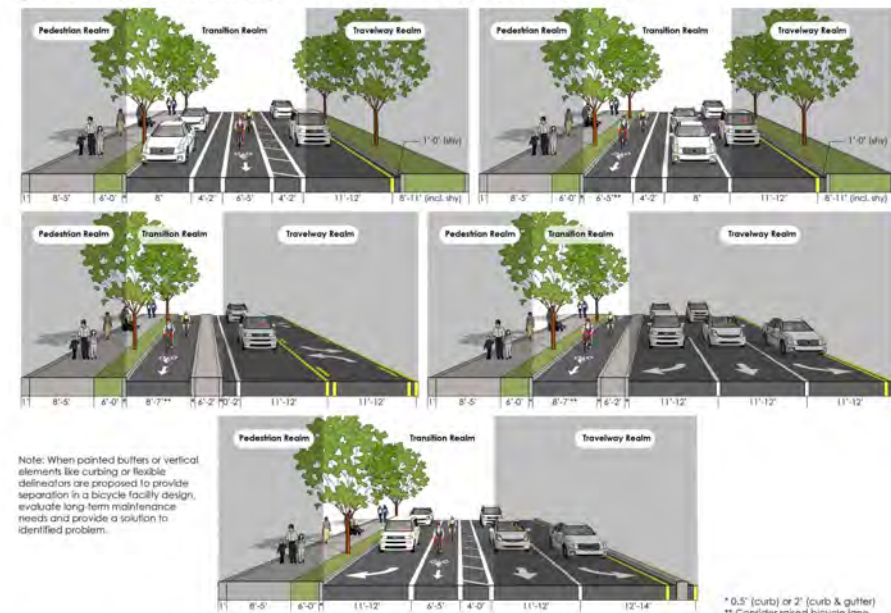 Pedestrian Realm Transition Realm Travelway Realm
1'-0" (shy)
1' 8'-5' 6'-0' * 8' 4'-2' 6'-5' 4'-2' 11'-12' 8'-11' (incl. shy)
Pedestrian Realm Transition Realm Travelway Realm
1'-0" (shy)
1' 8'-5' 6'-0' * 6'-5'** 4'-2' 8' 11'-12' 8'-11' (incl. shy)
Pedestrian Realm Transition Realm Travelway Realm
1' 8'-5' 6'-0' * 8'-7'** * 6'-2' * 0'-2' 11'-12' 11'-12'
Pedestrian Realm Transition Realm Travelway Realm
1' 8'-5' 6'-0' * 8'-7'** * 6'-2' * 11'-12' 11'-12' 11'-12'
Note: When painted buffers or vertical
elements like curbing or flexible
delineators are proposed to provide
separation in a bicycle facility design,
evaluate long-term maintenance
needs and provide a solution to
identified problem.
Pedestrian Realm Transition Realm Travelway Realm
1' 8'-5' 6'-0' * 11'-12' 6'-5' 4'-0' 11'-12' 12'-14'
* 0.5' (curb) or 2' (curb & gutter)
** Consider raised bicycle lane